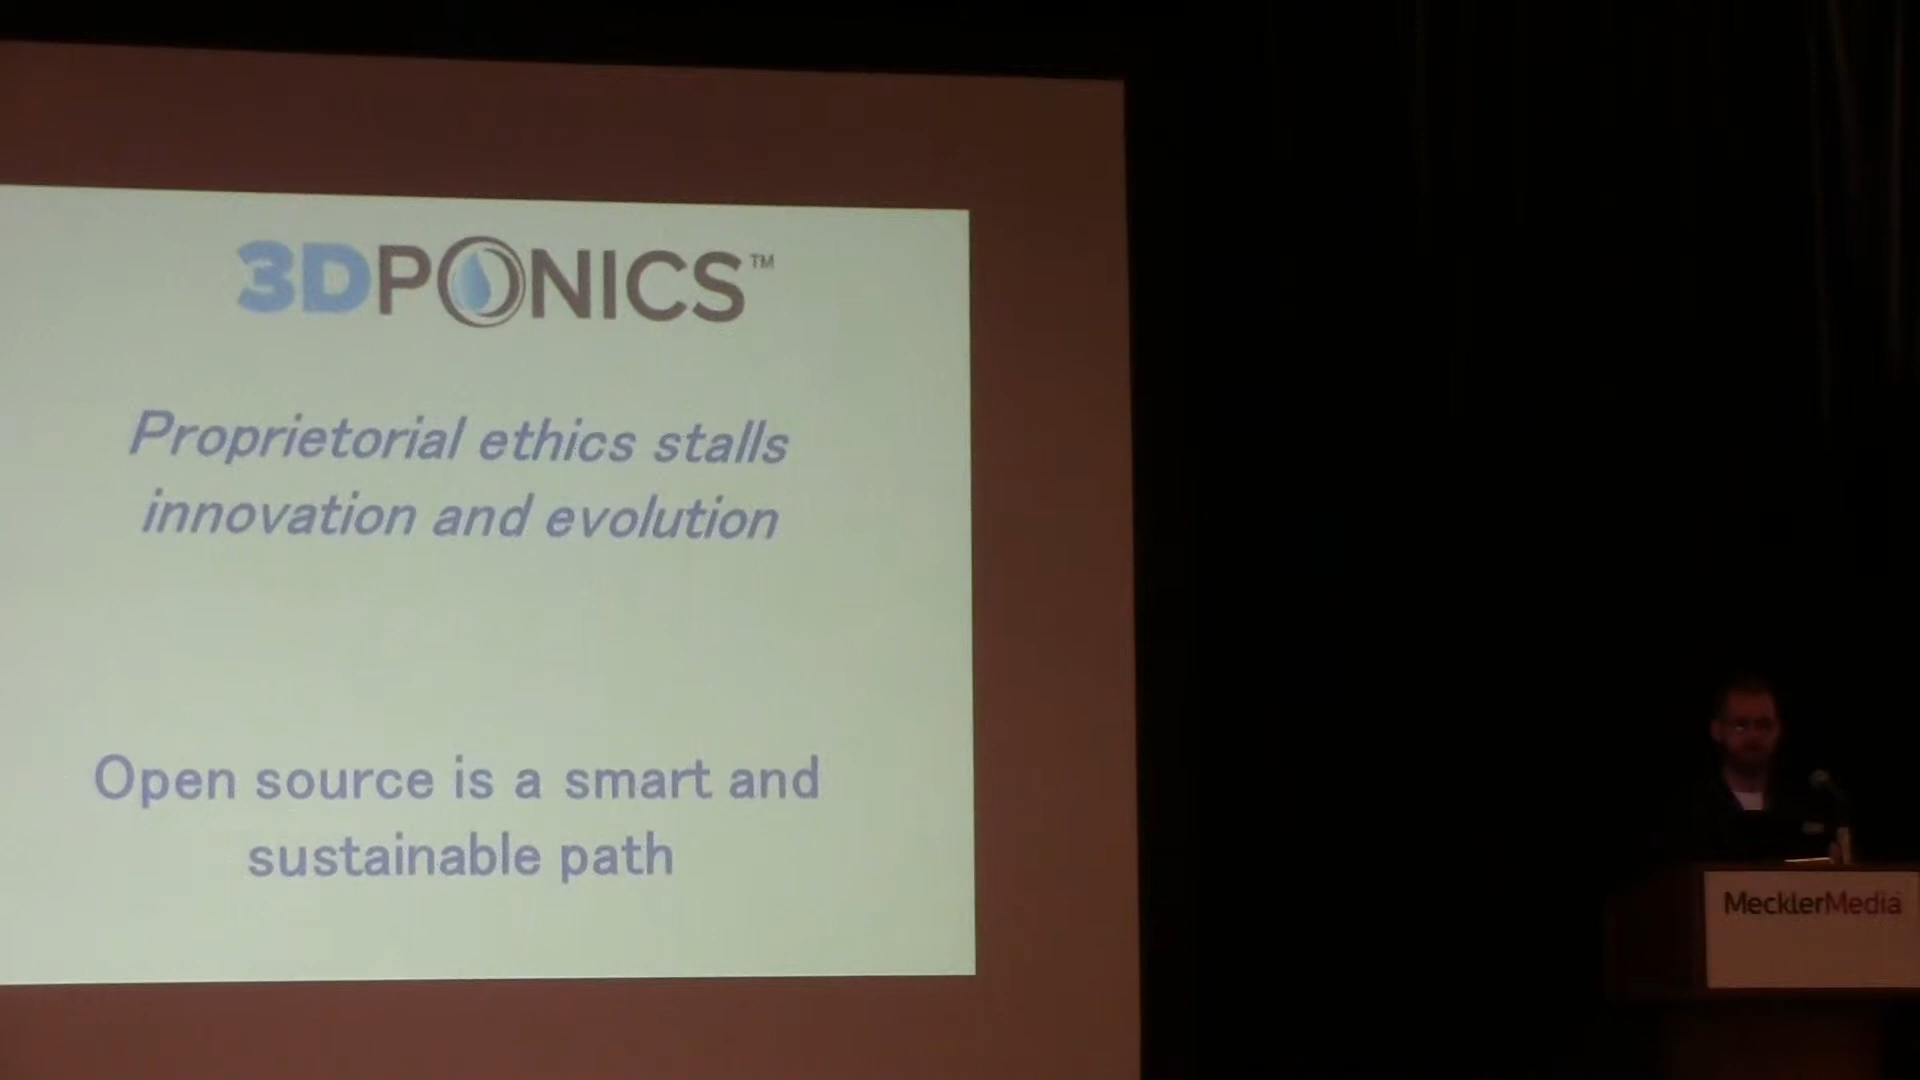 3DPONICS™
Proprietorial ethics stalls
innovation and evolution
Open source is a smart and
sustainable path
MecklerMedia